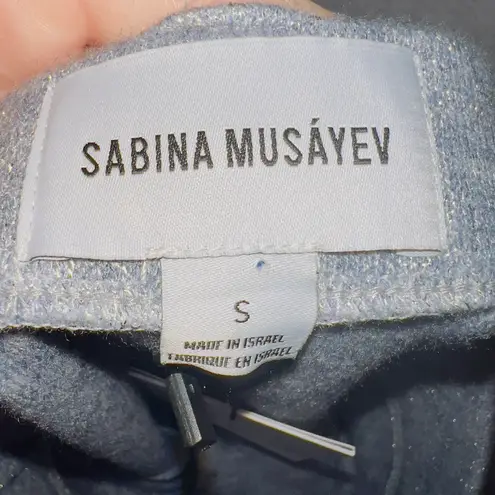 SABINA MUSÁYEV
S
MADE IN ISRAEL
FABRIQUE EN ISRAEL